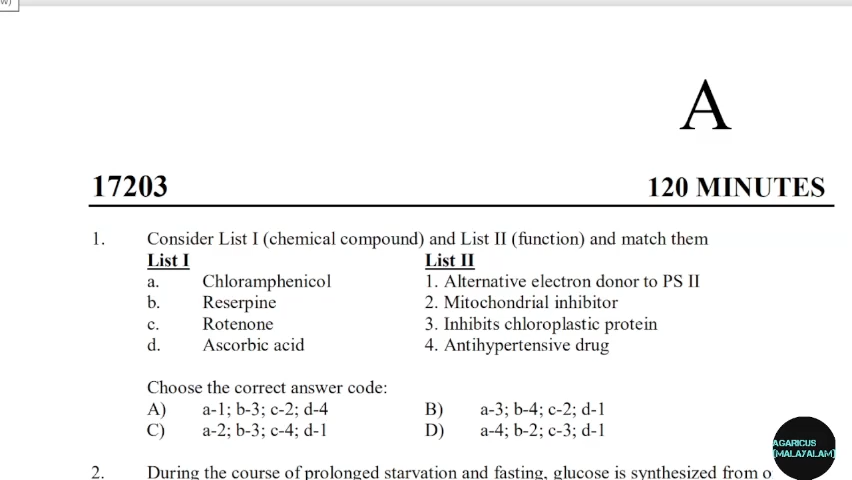 w)
A
17203 120 MINUTES
1. Consider List I (chemical compound) and List II (function) and match them
List I List II
a. Chloramphenicol 1. Alternative electron donor to PS II
b. Reserpine 2. Mitochondrial inhibitor
c. Rotenone 3. Inhibits chloroplastic protein
d. Ascorbic acid 4. Antihypertensive drug
Choose the correct answer code:
A) a-1; b-3; c-2; d-4 B) a-3; b-4; c-2; d-1
C) a-2; b-3; c-4; d-1 D) a-4; b-2; c-3; d-1
AGARICUS
(MALAYALAM)
2. During the course of prolonged starvation and fasting, glucose is synthesized from o